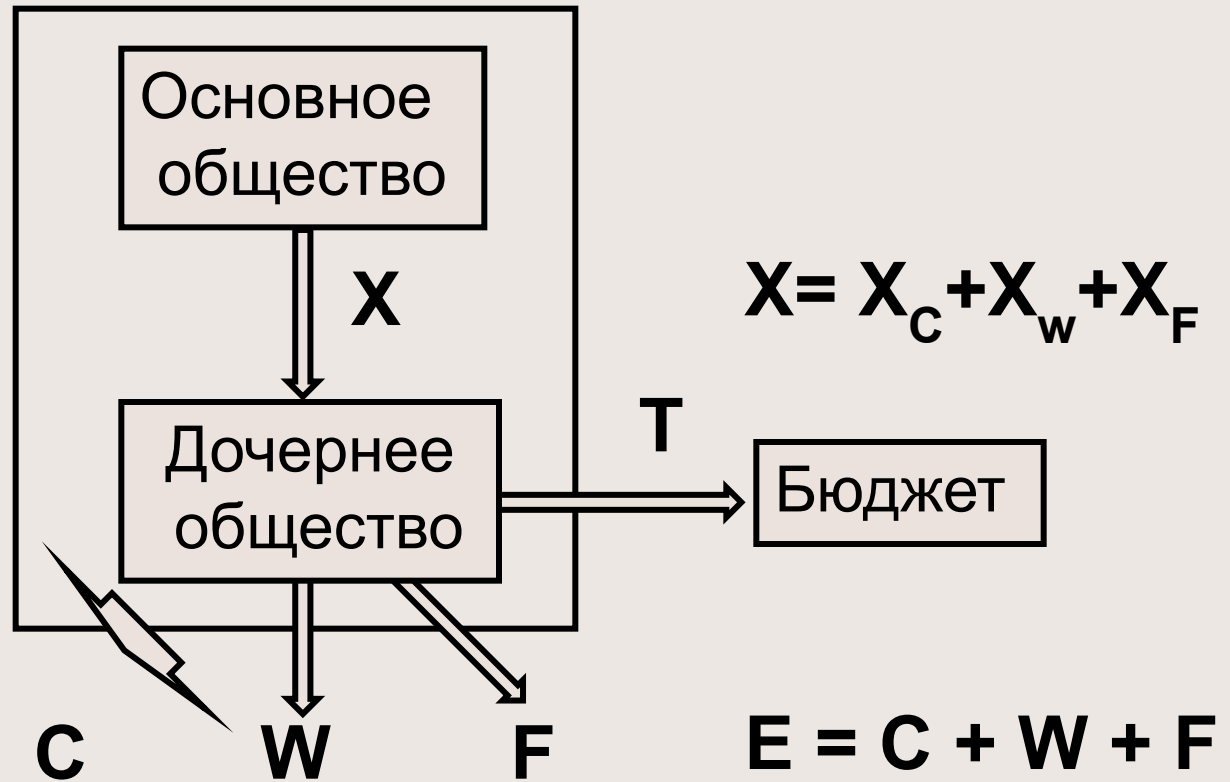 Основное
общество
X
X= X_C+X_w+X_F
T
Дочернее
общество
Бюджет
C W F
E = C + W + F